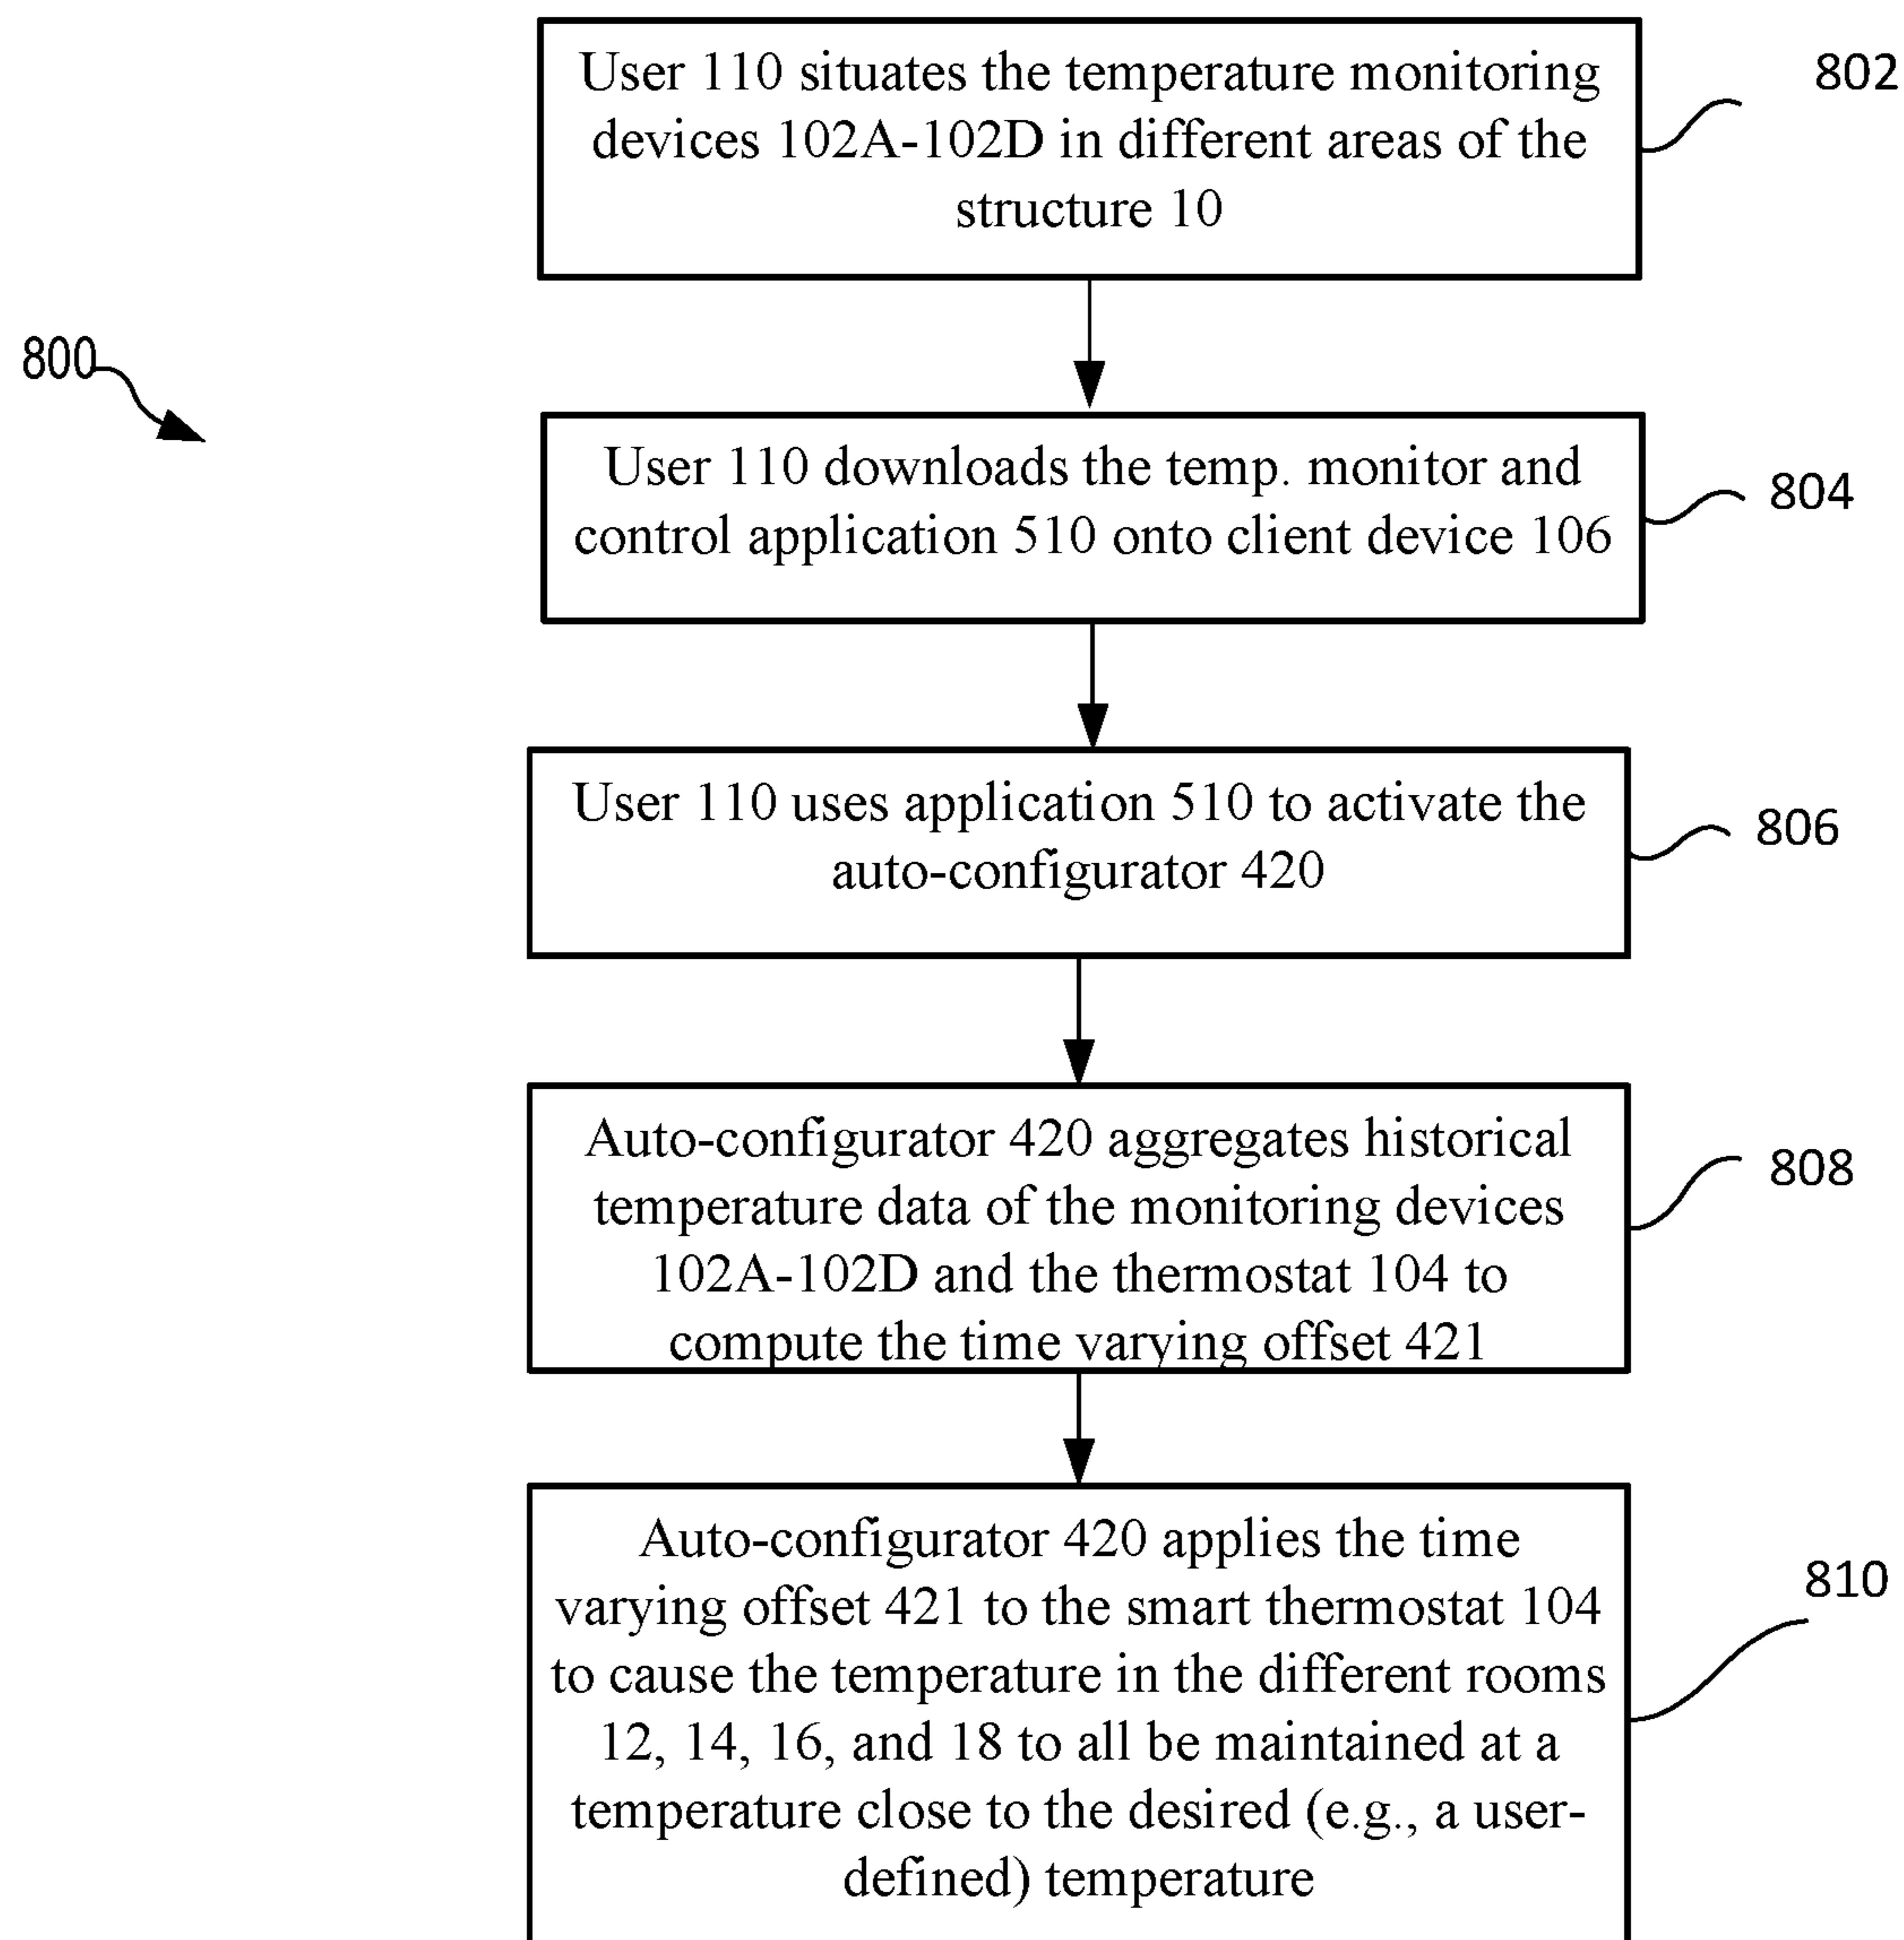 User 110 situates the temperature monitoring
devices 102A-102D in different areas of the
structure 10
802
800
User 110 downloads the temp. monitor and
control application 510 onto client device 106
804
User 110 uses application 510 to activate the
auto-configurator 420
806
Auto-configurator 420 aggregates historical
temperature data of the monitoring devices
102A-102D and the thermostat 104 to
compute the time varying offset 421
808
Auto-configurator 420 applies the time
varying offset 421 to the smart thermostat 104
to cause the temperature in the different rooms
12, 14, 16, and 18 to all be maintained at a
temperature close to the desired (e.g., a user-
defined) temperature
810